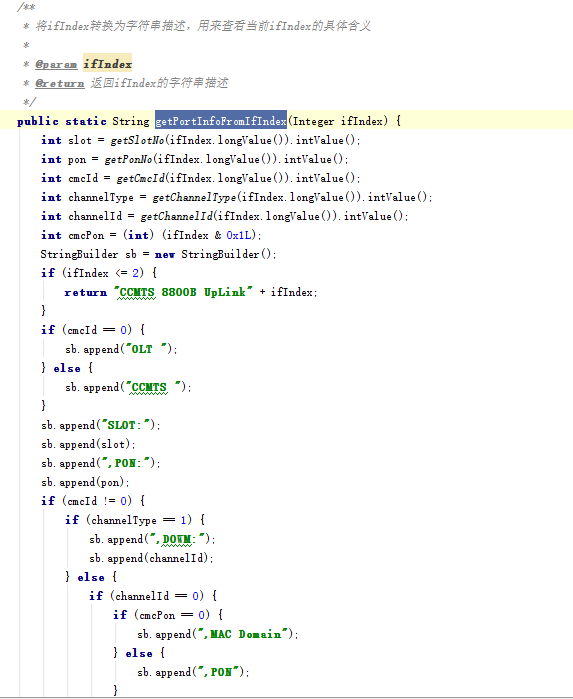 /**
 * 将ifIndex转换为字符串描述，用来查看当前ifIndex的具体含义
 *
 * @param ifIndex
 * @return 返回ifIndex的字符串描述
 */
public static String getPortInfoFromIfIndex(Integer ifIndex) {
    int slot = getSlotNo(ifIndex.longValue()).intValue();
    int pon = getPonNo(ifIndex.longValue()).intValue();
    int cmcId = getCmcId(ifIndex.longValue()).intValue();
    int channelType = getChannelType(ifIndex.longValue()).intValue();
    int channelId = getChannelId(ifIndex.longValue()).intValue();
    int cmcPon = (int) (ifIndex & 0x1L);
    StringBuilder sb = new StringBuilder();
    if (ifIndex <= 2) {
        return "CCMTS 8800B UpLink" + ifIndex;
    }
    if (cmcId == 0) {
        sb.append("OLT ");
    } else {
        sb.append("CCMTS ");
    }
    sb.append("SLOT:");
    sb.append(slot);
    sb.append(",PON:");
    sb.append(pon);
    if (cmcId != 0) {
        if (channelType == 1) {
            sb.append(",DOWM:");
            sb.append(channelId);
        } else {
            if (channelId == 0) {
                if (cmcPon == 0) {
                    sb.append(",MAC Domain");
                } else {
                    sb.append(",PON");
                }